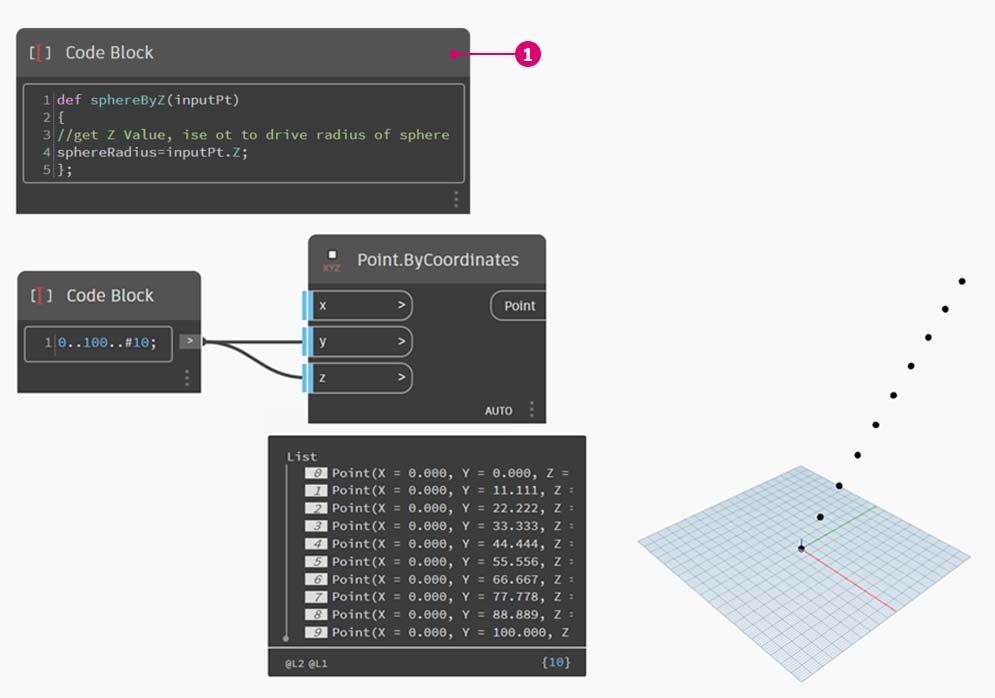 [I] Code Block
1
1 def sphereByZ(inputPt)
2 {
3 //get Z Value, ise ot to drive radius of sphere
4 sphereRadius=inputPt.Z;
5 };
XYZ Point.ByCoordinates
[I] Code Block
x >
Point
1 0..100..#10; >
y >
z >
AUTO
List
0 Point(X = 0.000, Y = 0.000, Z =
1 Point(X = 0.000, Y = 11.111, Z =
2 Point(X = 0.000, Y = 22.222, Z =
3 Point(X = 0.000, Y = 33.333, Z =
4 Point(X = 0.000, Y = 44.444, Z =
5 Point(X = 0.000, Y = 55.556, Z =
6 Point(X = 0.000, Y = 66.667, Z =
7 Point(X = 0.000, Y = 77.778, Z =
8 Point(X = 0.000, Y = 88.889, Z =
9 Point(X = 0.000, Y = 100.000, Z
@L2 @L1 {10}